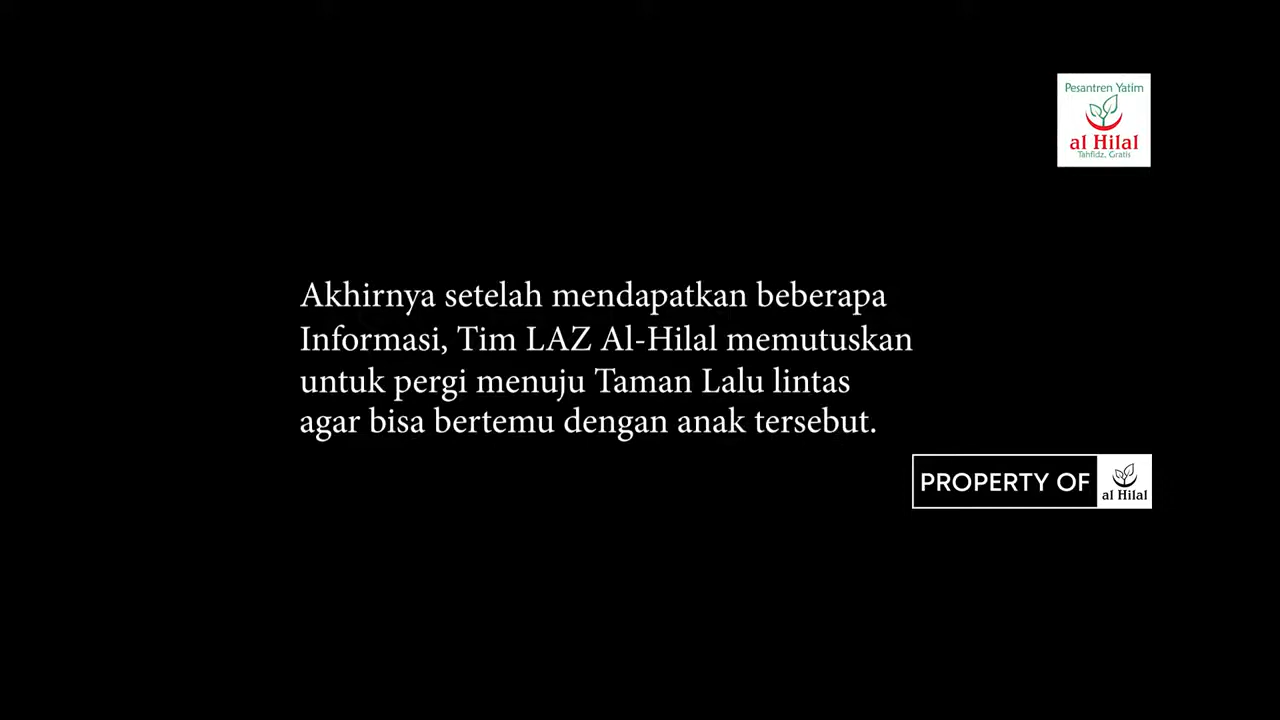 Pesantren Yatim
al Hilal
Tahfidz, Gratis
Akhirnya setelah mendapatkan beberapa
Informasi, Tim LAZ Al-Hilal memutuskan
untuk pergi menuju Taman Lalu lintas
agar bisa bertemu dengan anak tersebut.
PROPERTY OF
al Hilal